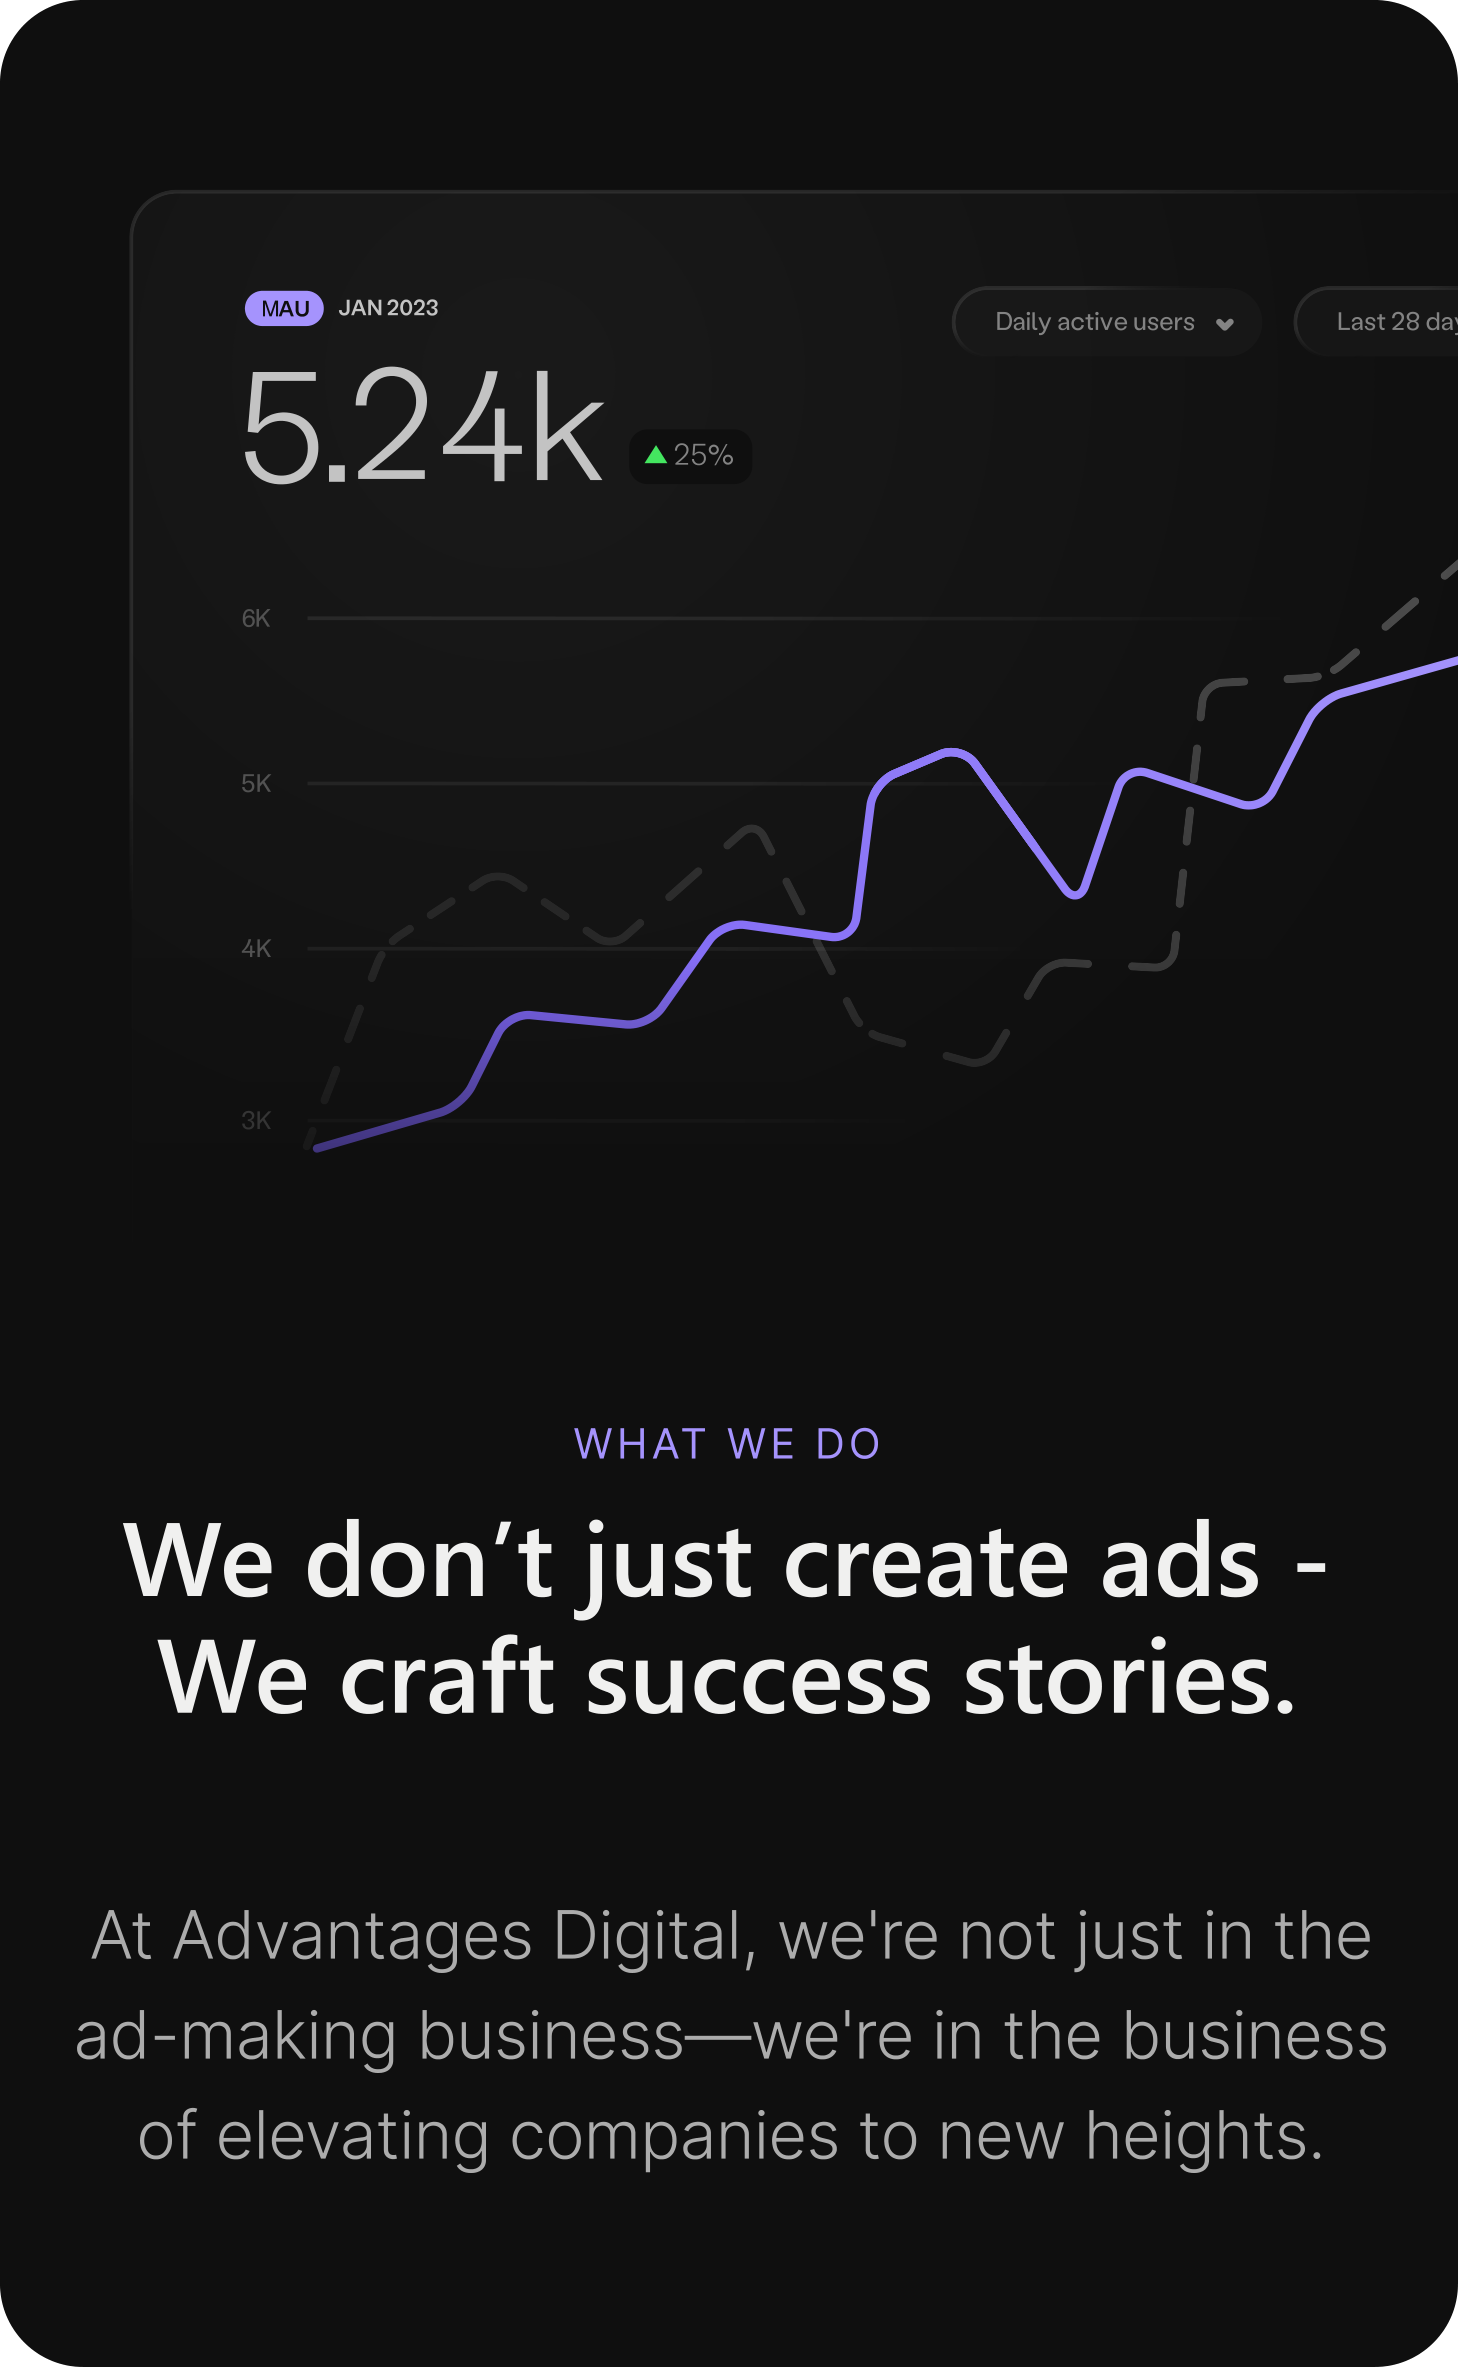 MAU JAN 2023
Daily active users
Last 28 day
5.24k 25%
6K
5K
4K
3K
WHAT WE DO
We don’t just create ads -
We craft success stories.
At Advantages Digital, we're not just in the
ad-making business—we're in the business
of elevating companies to new heights.